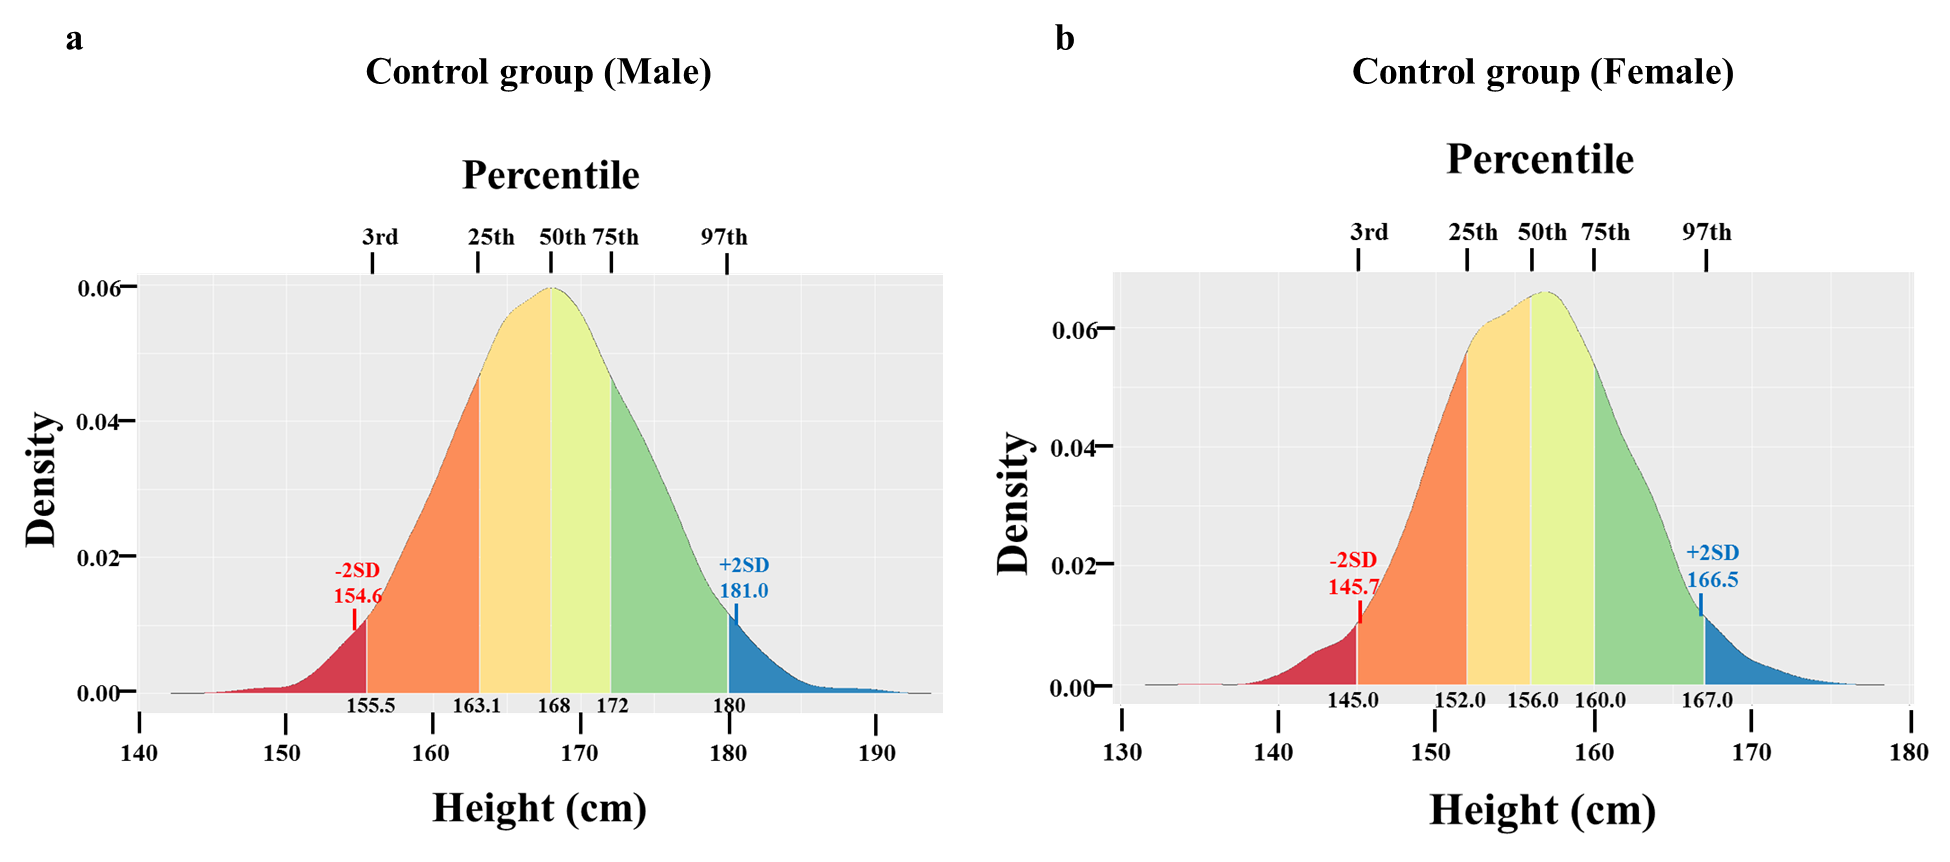 a
Control group (Male)
Percentile
3rd 25th 50th 75th 97th
0.06
0.04
0.02
0.00
Density
-2SD
154.6
+2SD
181.0
155.5 163.1 168 172 180
140 150 160 170 180 190
Height (cm)
b
Control group (Female)
Percentile
3rd 25th 50th 75th 97th
0.06
0.04
0.02
0.00
Density
-2SD
145.7
+2SD
166.5
145.0 152.0 156.0 160.0 167.0
130 140 150 160 170 180
Height (cm)